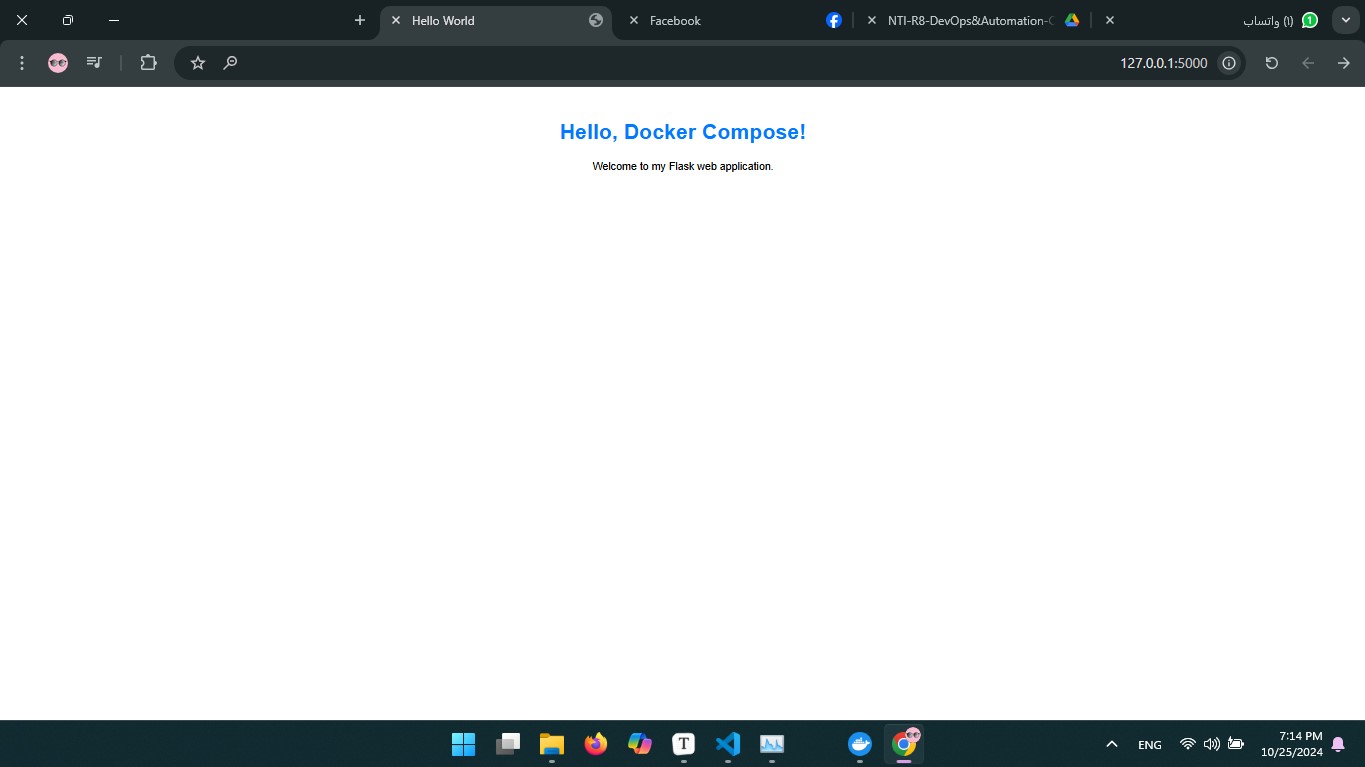 Hello World
Facebook
NTI-R8-DevOps&Automation-
(1) واتساب
1
127.0.0.1:5000
Hello, Docker Compose!
Welcome to my Flask web application.
T
ENG
7:14 PM
10/25/2024